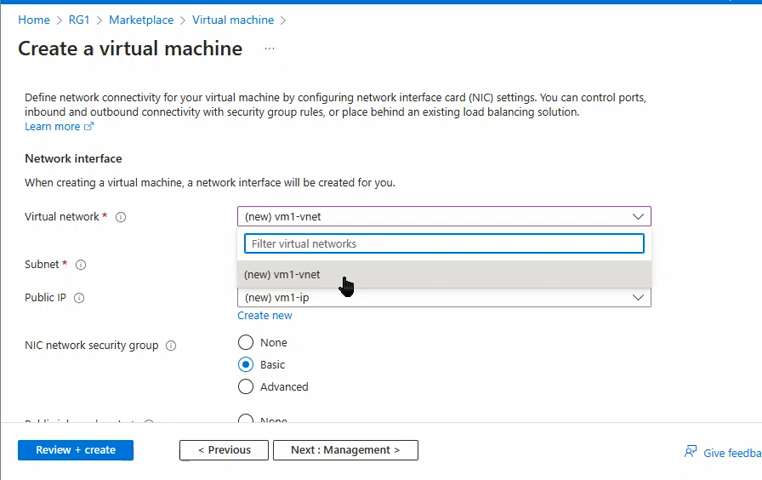 Home > RG1 > Marketplace > Virtual machine >
Create a virtual machine ...
Define network connectivity for your virtual machine by configuring network interface card (NIC) settings. You can control ports,
inbound and outbound connectivity with security group rules, or place behind an existing load balancing solution.
Learn more
Network interface
When creating a virtual machine, a network interface will be created for you.
Virtual network *
(new) vm1-vnet
Filter virtual networks
Subnet *
(new) vm1-vnet
Public IP
(new) vm1-ip
Create new
NIC network security group
None
Basic
Advanced
None
Review + create
< Previous
Next : Management >
Give feedba